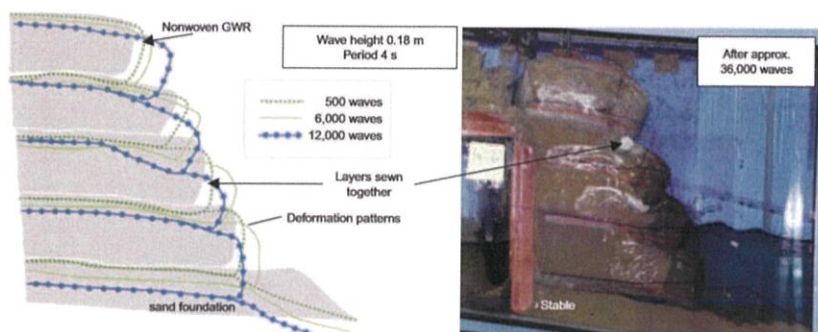 Nonwoven GWR
Wave height 0.18 m
Period 4 s
After approx.
36,000 waves
500 waves
6,000 waves
12,000 waves
Layers sewn
together
Deformation patterns
sand foundation
Stable